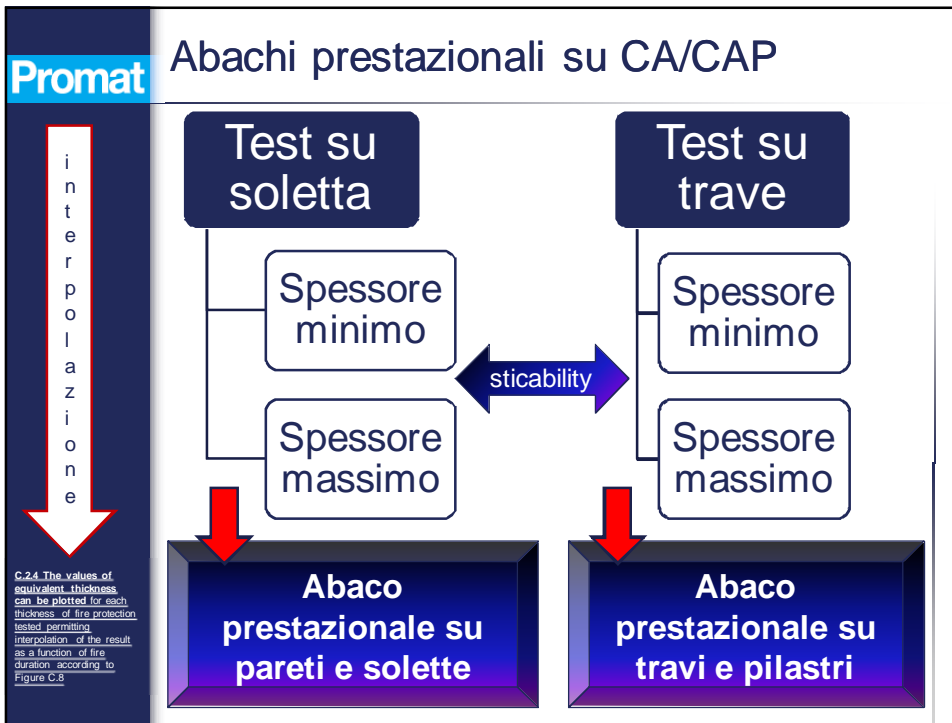 Promat
Abachi prestazionali su CA/CAP
interpolazione
C.2.4 The values of
equivalent thickness
can be plotted for each
thickness of fire protection
tested permitting
interpolation of the result
as a function of fire
duration according to
Figure C.8
Test su
soletta
Spessore
minimo
Spessore
massimo
sticability
Test su
trave
Spessore
minimo
Spessore
massimo
Abaco
prestazionale su
pareti e solette
Abaco
prestazionale su
travi e pilastri